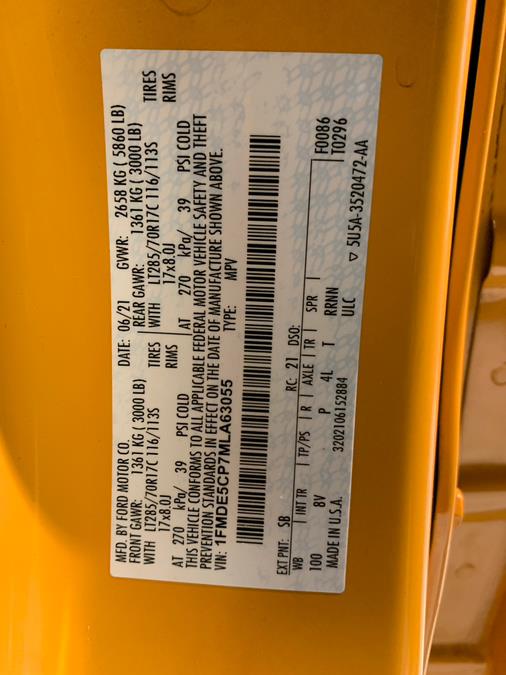 MFD. BY FORD MOTOR CO. DATE: 06/21 GVWR: 2658 KG ( 5860 LB)
FRONT GAWR: 1361 KG ( 3000 LB) REAR GAWR: 1361 KG ( 3000 LB)
WITH LT285/70R17C 116/113S TIRES WITH LT285/70R17C 116/113S TIRES
17x8.0J RIMS 17x8.0J RIMS
AT 270 kPa/ 39 PSI COLD AT 270 kPa/ 39 PSI COLD
THIS VEHICLE CONFORMS TO ALL APPLICABLE FEDERAL MOTOR VEHICLE SAFETY AND THEFT
PREVENTION STANDARDS IN EFFECT ON THE DATE OF MANUFACTURE SHOWN ABOVE.
VIN: 1FMDE5CP7MLA63055 TYPE: MPV
EXT PNT: SB RC: 21 DSO: F0086
WB INT TR TP/PS R AXLE TR SPR T0296
100 8V P 4L T RRNN
ULC ▽ 5U5A-3520472-AA
MADE IN U.S.A. 3202106152884